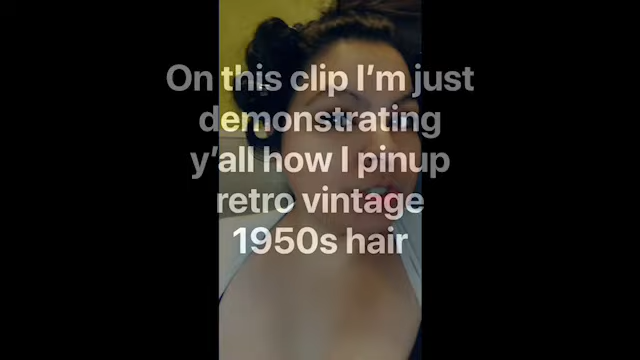 On this clip I’m just
demonstrating
y’all how I pinup
retro vintage
1950s hair